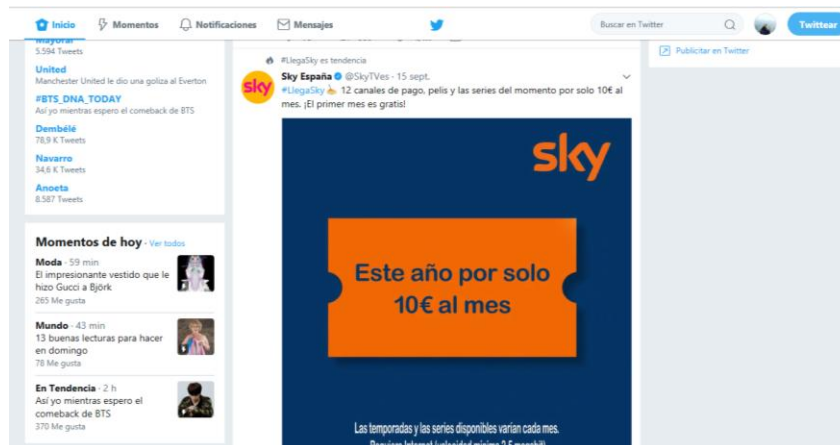 Inicio Momentos Notificaciones Mensajes Buscar en Twitter Twittear
Mayoral
5.594 Tweets
United
Manchester United le dio una goliza al Everton
#BTS_DNA_TODAY
Así yo mientras espero el comeback de BTS
Dembélé
78,9 K Tweets
Navarro
34,6 K Tweets
Anoeta
8.587 Tweets
Momentos de hoy · Ver todos
Moda · 59 min
El impresionante vestido que le
hizo Gucci a Björk
265 Me gusta
Mundo · 43 min
13 buenas lecturas para hacer
en domingo
78 Me gusta
En Tendencia · 2 h
Así yo mientras espero el
comeback de BTS
370 Me gusta
#LlegaSky es tendencia
sky
Sky España @SkyTVes · 15 sept.
#LlegaSky 12 canales de pago, pelis y las series del momento por solo 10€ al
mes. ¡El primer mes es gratis!
sky
Este año por solo
10€ al mes
Las temporadas y las series disponibles varían cada mes.
Requiere Internet (velocidad mínima
Publicitar en Twitter